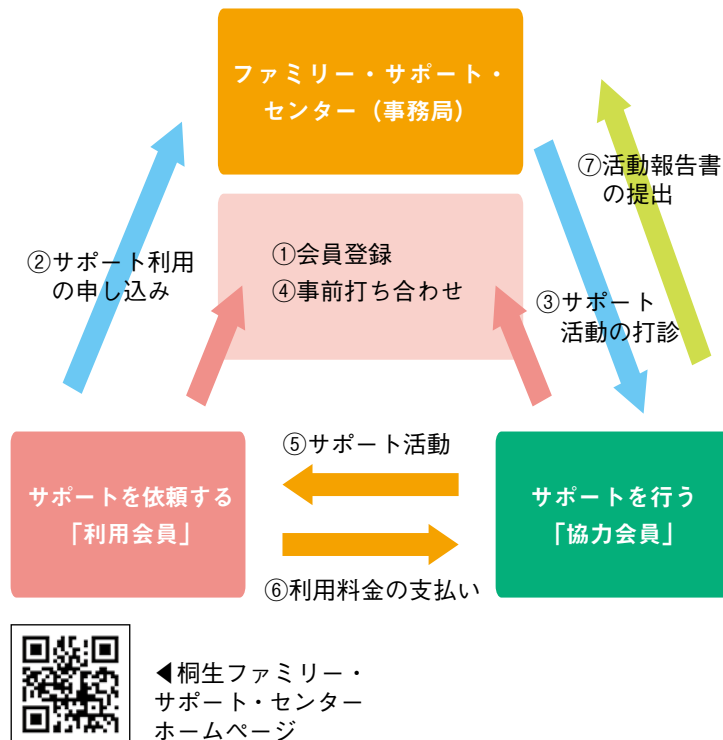 ファミリー・サポート・
センター（事務局）
⑦活動報告書
の提出
②サポート利用
の申し込み
①会員登録
④事前打ち合わせ
③サポート
活動の打診
⑤サポート活動
サポートを依頼する
「利用会員」
サポートを行う
「協力会員」
⑥利用料金の支払い
◀桐生ファミリー・
サポート・センター
ホームページ